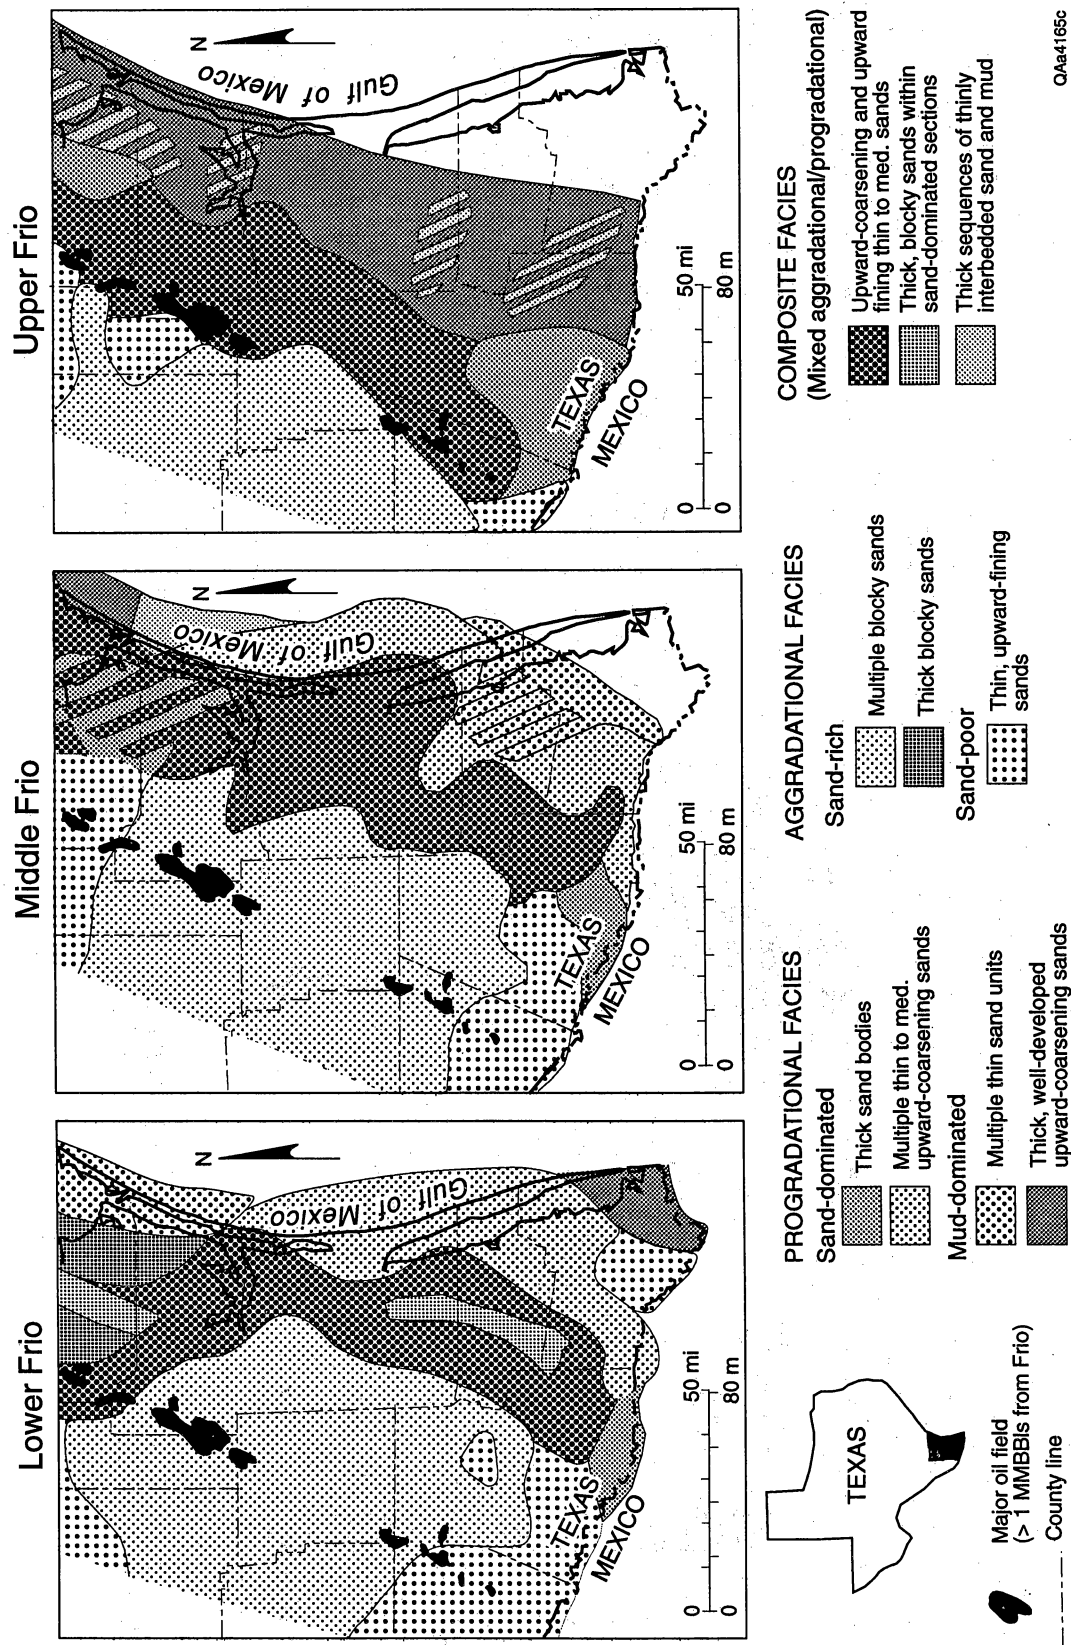 Lower Frio
N
Gulf of Mexico
TEXAS
MEXICO
0 50 mi
0 80 m
Middle Frio
N
Gulf of Mexico
TEXAS
MEXICO
0 50 mi
0 80 m
Upper Frio
N
Gulf of Mexico
TEXAS
MEXICO
0 50 mi
0 80 m
TEXAS
Major oil field
(> 1 MMBBls from Frio)
County line
PROGRADATIONAL FACIES
Sand-dominated
Thick sand bodies
Multiple thin to med.
upward-coarsening sands
Mud-dominated
Multiple thin sand units
Thick, well-developed
upward-coarsening sands
AGGRADATIONAL FACIES
Sand-rich
Multiple blocky sands
Thick blocky sands
Sand-poor
Thin, upward-fining
sands
COMPOSITE FACIES
(Mixed aggradational/progradational)
Upward-coarsening and upward
fining thin to med. sands
Thick, blocky sands within
sand-dominated sections
Thick sequences of thinly
interbedded sand and mud
QAa4165c